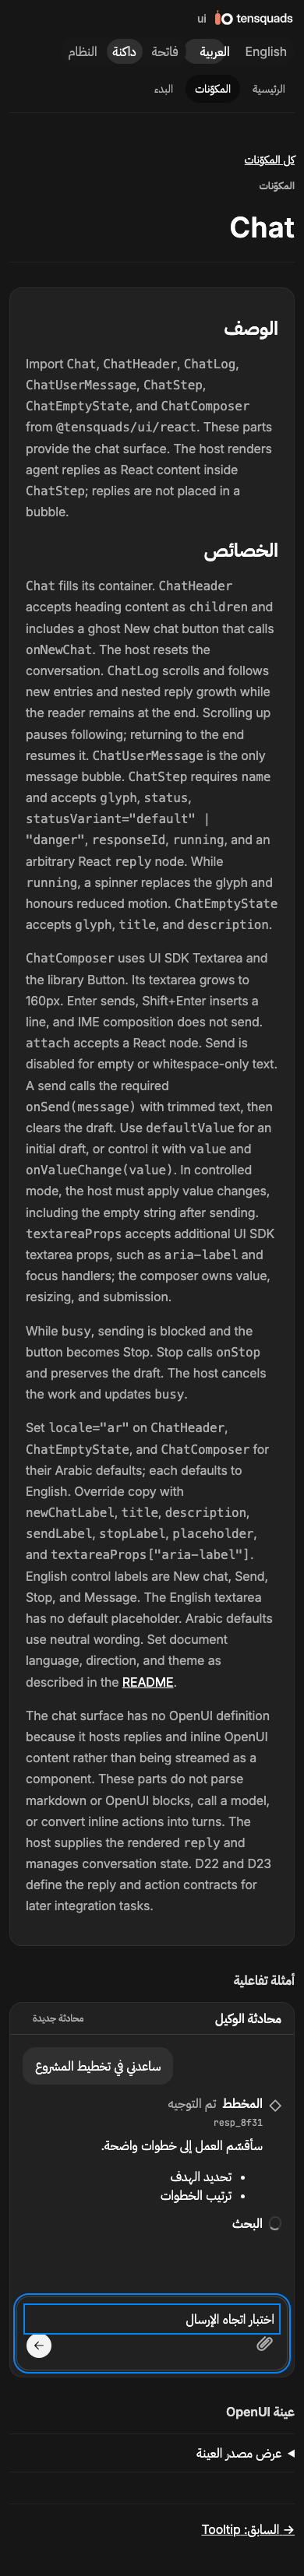 tensquads ui
English العربية فاتحة داكنة النظام
الرئيسية المكوّنات البدء
كل المكوّنات
المكوّنات
Chat
الوصف
Import Chat, ChatHeader, ChatLog,
ChatUserMessage, ChatStep,
ChatEmptyState, and ChatComposer
from @tensquads/ui/react. These parts
provide the chat surface. The host renders
agent replies as React content inside
ChatStep; replies are not placed in a
bubble.
الخصائص
Chat fills its container. ChatHeader
accepts heading content as children and
includes a ghost New chat button that calls
onNewChat. The host resets the
conversation. ChatLog scrolls and follows
new entries and nested reply growth while
the reader remains at the end. Scrolling up
pauses following; returning to the end
resumes it. ChatUserMessage is the only
message bubble. ChatStep requires name
and accepts glyph, status,
statusVariant="default" |
"danger", responseId, running, and an
arbitrary React reply node. While
running, a spinner replaces the glyph and
honours reduced motion. ChatEmptyState
accepts glyph, title, and description.
ChatComposer uses UI SDK Textarea and
the library Button. Its textarea grows to
160px. Enter sends, Shift+Enter inserts a
line, and IME composition does not send.
attach accepts a React node. Send is
disabled for empty or whitespace-only text.
A send calls the required
onSend(message) with trimmed text, then
clears the draft. Use defaultValue for an
initial draft, or control it with value and
onValueChange(value). In controlled
mode, the host must apply value changes,
including the empty string after sending.
textareaProps accepts additional UI SDK
textarea props, such as aria-label and
focus handlers; the composer owns value,
resizing, and submission.
While busy, sending is blocked and the
button becomes Stop. Stop calls onStop
and preserves the draft. The host cancels
the work and updates busy.
Set locale="ar" on ChatHeader,
ChatEmptyState, and ChatComposer for
their Arabic defaults; each defaults to
English. Override copy with
newChatLabel, title, description,
sendLabel, stopLabel, placeholder,
and textareaProps["aria-label"].
English control labels are New chat, Send,
Stop, and Message. The English textarea
has no default placeholder. Arabic defaults
use neutral wording. Set document
language, direction, and theme as
described in the README.
The chat surface has no OpenUI definition
because it hosts replies and inline OpenUI
content rather than being streamed as a
component. These parts do not parse
markdown or OpenUI blocks, call a model,
or convert inline actions into turns. The
host supplies the rendered reply and
manages conversation state. D22 and D23
define the reply and action contracts for
later integration tasks.
أمثلة تفاعلية
محادثة الوكيل محادثة جديدة
ساعدني في تخطيط المشروع
المخطط تم التوجيه
resp_8f31
سأقسّم العمل إلى خطوات واضحة.
• تحديد الهدف
• ترتيب الخطوات
البحث
اختبار اتجاه الإرسال
←
عينة OpenUI
◀ عرض مصدر العينة
→ السابق: Tooltip